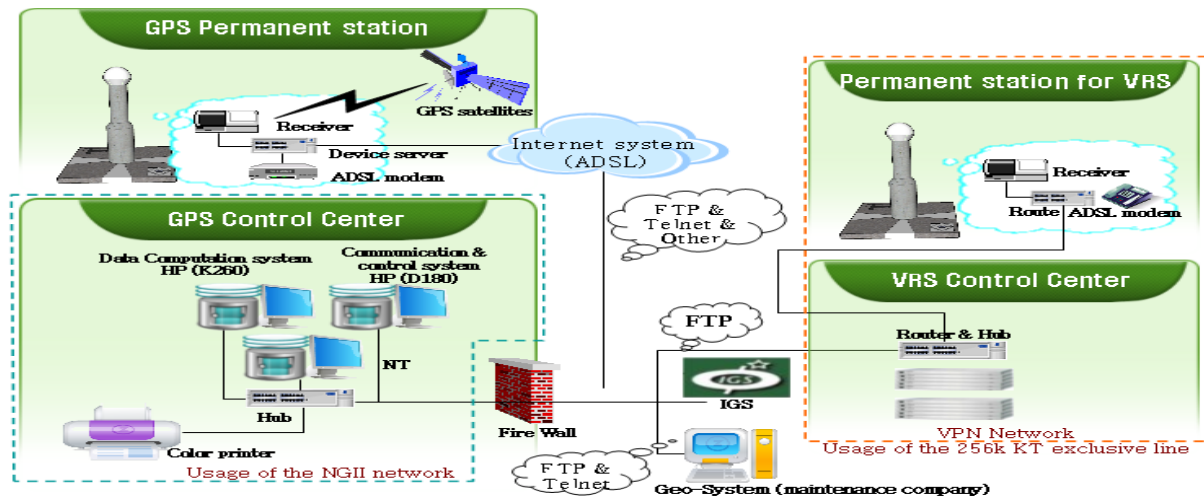 GPS Permanent station
GPS satellites
Receiver
Device server
ADSL modem
Internet system
(ADSL)
Permanent station for VRS
Receiver
Route
ADSL modem
GPS Control Center
Data Computation system
HP (K260)
Communication &
control system
HP (D180)
NT
Hub
Color printer
Usage of the NGII network
Fire Wall
FTP &
Telnet &
Other
FTP
IGS
IGS
FTP &
Telnet
Geo-System (maintenance company)
VRS Control Center
Router & Hub
VPN Network
Usage of the 256k KT exclusive line